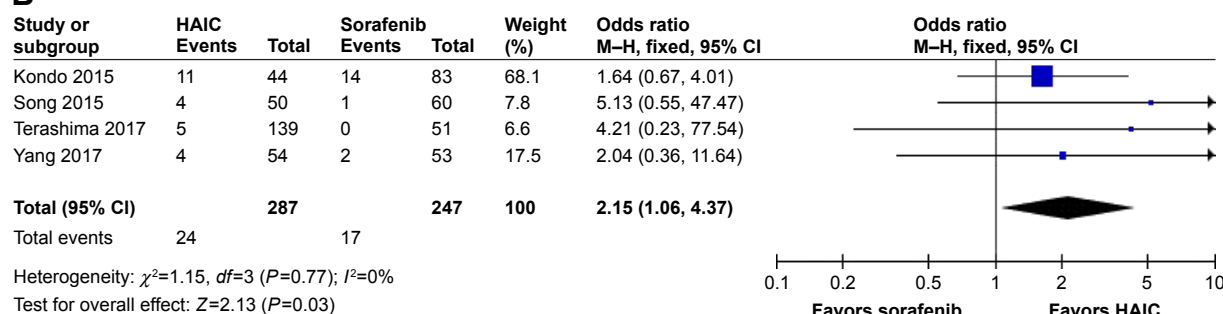 B
Study or subgroup HAIC Events Total Sorafenib Events Total Weight (%) Odds ratio M–H, fixed, 95% CI Odds ratio M–H, fixed, 95% CI
Kondo 2015 11 44 14 83 68.1 1.64 (0.67, 4.01)
Song 2015 4 50 1 60 7.8 5.13 (0.55, 47.47)
Terashima 2017 5 139 0 51 6.6 4.21 (0.23, 77.54)
Yang 2017 4 54 2 53 17.5 2.04 (0.36, 11.64)
Total (95% CI) 287 247 100 2.15 (1.06, 4.37)
Total events 24 17
Heterogeneity: χ²=1.15, df=3 (P=0.77); I²=0%
Test for overall effect: Z=2.13 (P=0.03)
0.1 0.2 0.5 1 2 5 10
Favors sorafenib Favors HAIC